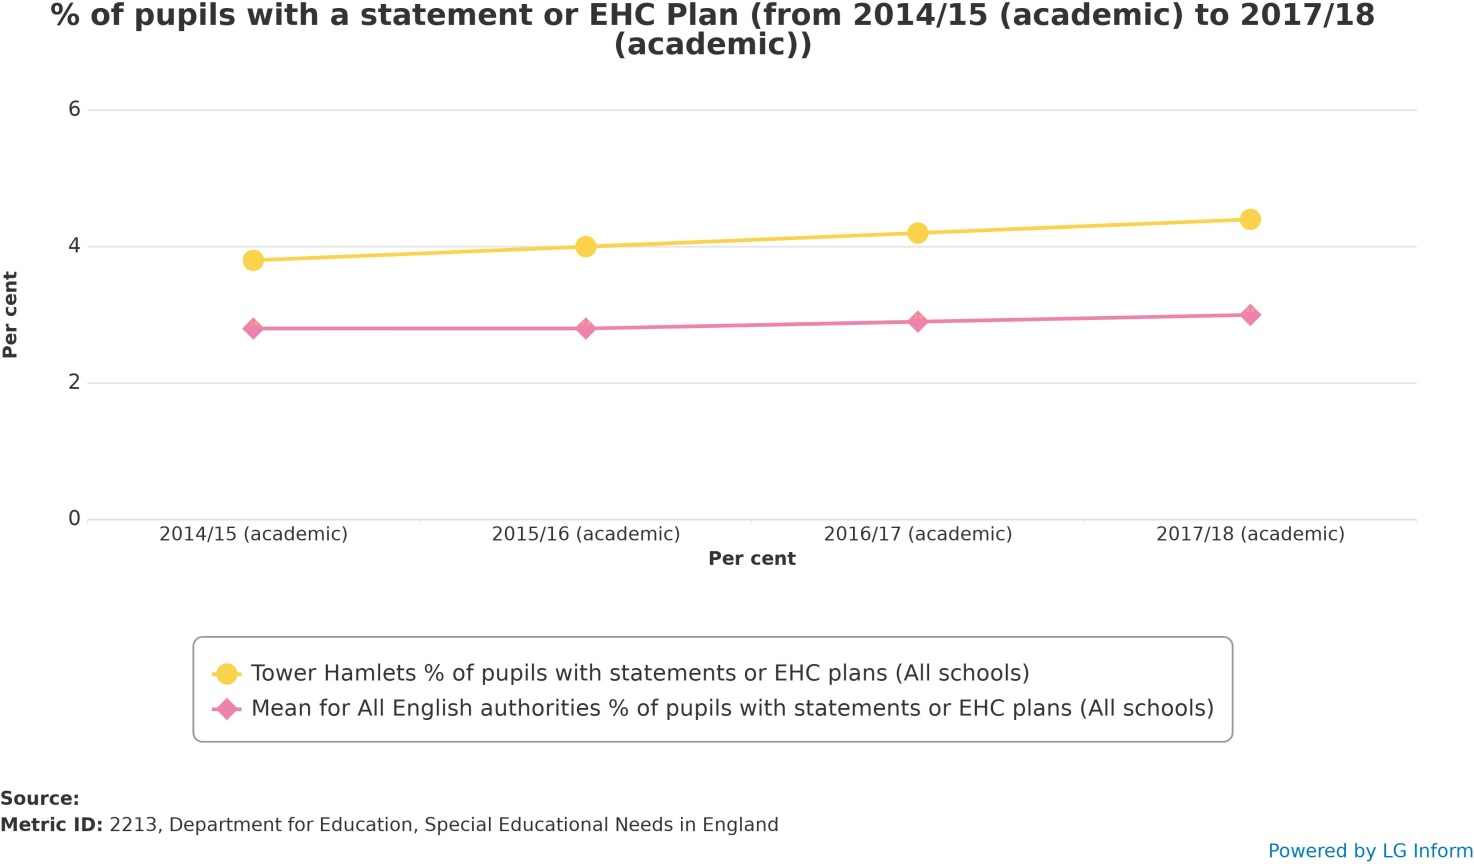 % of pupils with a statement or EHC Plan (from 2014/15 (academic) to 2017/18
(academic))
6
4
2
0
Per cent
2014/15 (academic)
2015/16 (academic)
2016/17 (academic)
2017/18 (academic)
Per cent
Tower Hamlets % of pupils with statements or EHC plans (All schools)
Mean for All English authorities % of pupils with statements or EHC plans (All schools)
Source:
Metric ID: 2213, Department for Education, Special Educational Needs in England
Powered by LG Inform